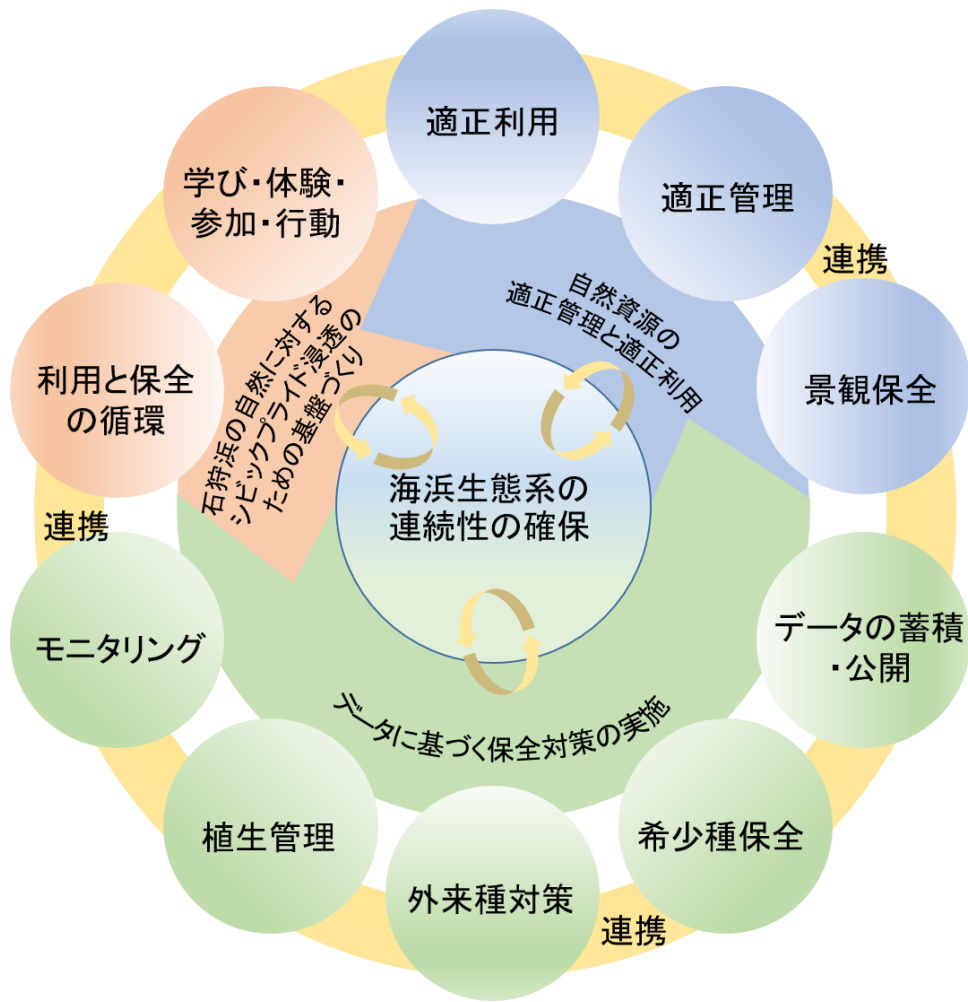 適正利用
適正管理
連携
景観保全
データの蓄積
・公開
希少種保全
連携
外来種対策
植生管理
モニタリング
連携
利用と保全
の循環
学び・体験・
参加・行動
自然資源の
適正管理と適正利用
石狩浜の自然に対する
シビックプライド浸透の
ための基盤づくり
海浜生態系の
連続性の確保
データに基づく保全対策の実施